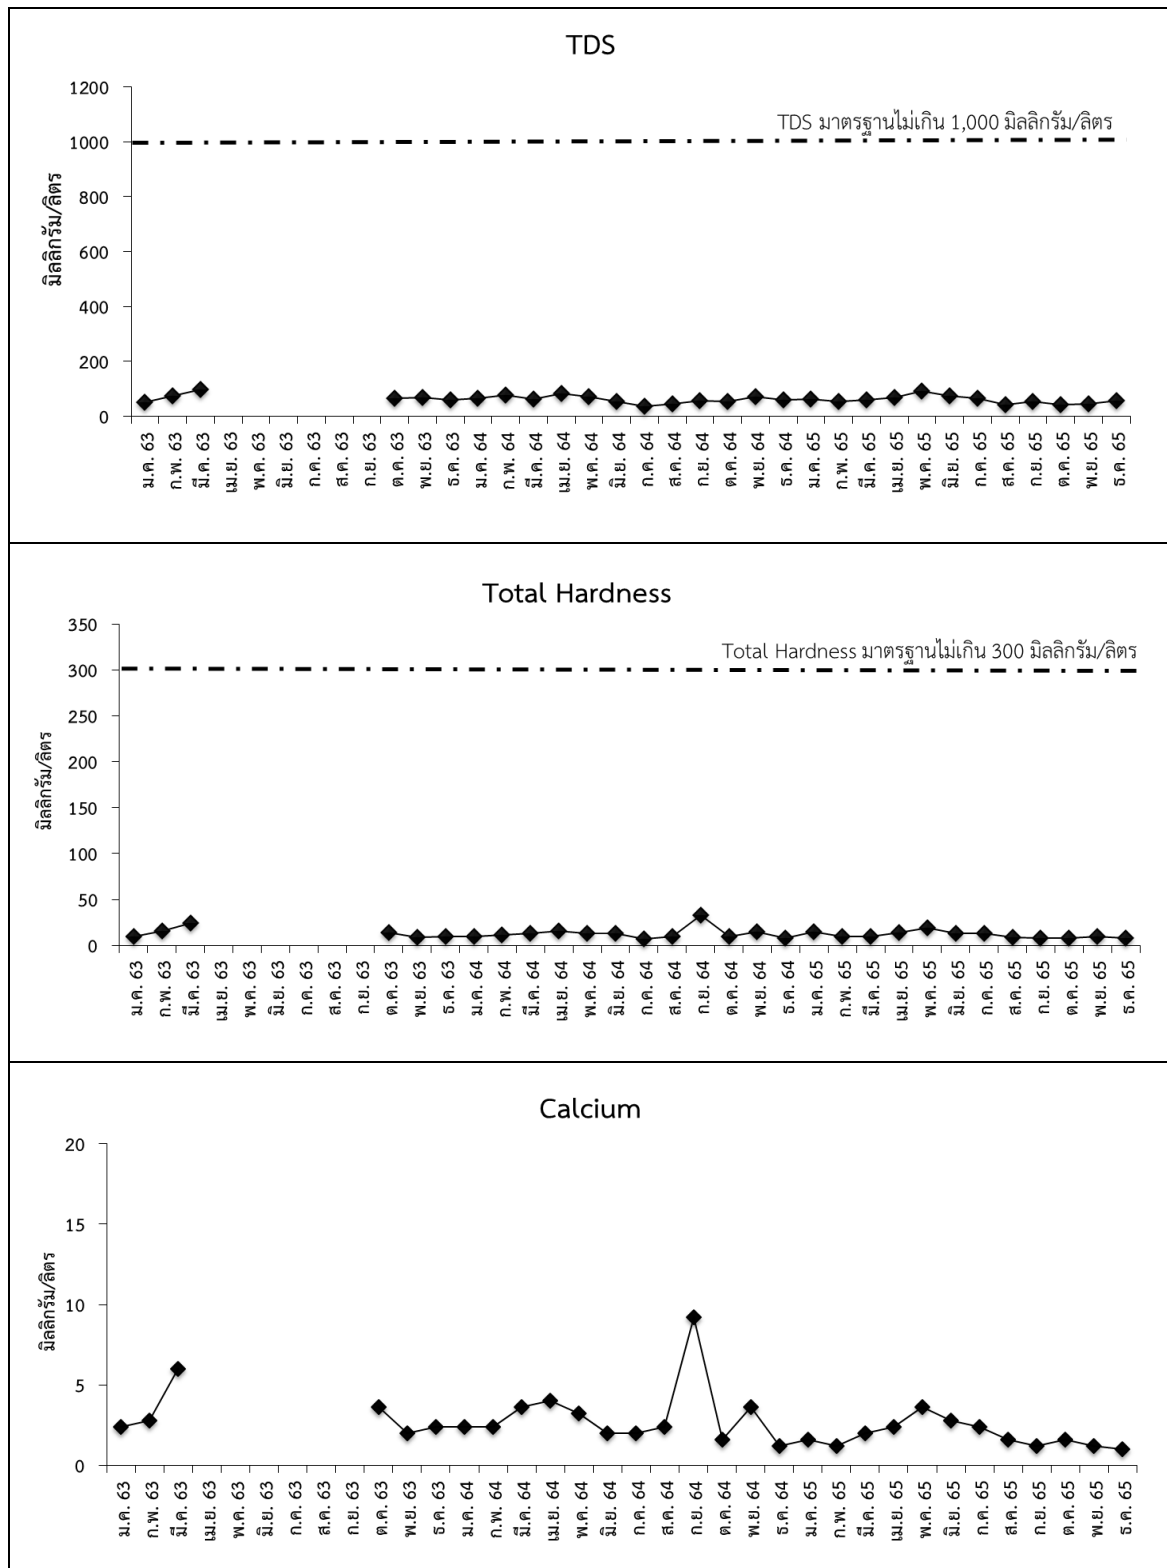 TDS
1200
1000
800
600
400
200
0
มิลลิกรัม/ลิตร
TDS มาตรฐานไม่เกิน 1,000 มิลลิกรัม/ลิตร
ม.ค. 63 ก.พ. 63 มี.ค. 63 เม.ย. 63 พ.ค. 63 มิ.ย. 63 ก.ค. 63 ส.ค. 63 ก.ย. 63 ต.ค. 63 พ.ย. 63 ธ.ค. 63 ม.ค. 64 ก.พ. 64 มี.ค. 64 เม.ย. 64 พ.ค. 64 มิ.ย. 64 ก.ค. 64 ส.ค. 64 ก.ย. 64 ต.ค. 64 พ.ย. 64 ธ.ค. 64 ม.ค. 65 ก.พ. 65 มี.ค. 65 เม.ย. 65 พ.ค. 65 มิ.ย. 65 ก.ค. 65 ส.ค. 65 ก.ย. 65 ต.ค. 65 พ.ย. 65 ธ.ค. 65
Total Hardness
350
300
250
200
150
100
50
0
มิลลิกรัม/ลิตร
Total Hardness มาตรฐานไม่เกิน 300 มิลลิกรัม/ลิตร
ม.ค. 63 ก.พ. 63 มี.ค. 63 เม.ย. 63 พ.ค. 63 มิ.ย. 63 ก.ค. 63 ส.ค. 63 ก.ย. 63 ต.ค. 63 พ.ย. 63 ธ.ค. 63 ม.ค. 64 ก.พ. 64 มี.ค. 64 เม.ย. 64 พ.ค. 64 มิ.ย. 64 ก.ค. 64 ส.ค. 64 ก.ย. 64 ต.ค. 64 พ.ย. 64 ธ.ค. 64 ม.ค. 65 ก.พ. 65 มี.ค. 65 เม.ย. 65 พ.ค. 65 มิ.ย. 65 ก.ค. 65 ส.ค. 65 ก.ย. 65 ต.ค. 65 พ.ย. 65 ธ.ค. 65
Calcium
20
15
10
5
0
มิลลิกรัม/ลิตร
ม.ค. 63 ก.พ. 63 มี.ค. 63 เม.ย. 63 พ.ค. 63 มิ.ย. 63 ก.ค. 63 ส.ค. 63 ก.ย. 63 ต.ค. 63 พ.ย. 63 ธ.ค. 63 ม.ค. 64 ก.พ. 64 มี.ค. 64 เม.ย. 64 พ.ค. 64 มิ.ย. 64 ก.ค. 64 ส.ค. 64 ก.ย. 64 ต.ค. 64 พ.ย. 64 ธ.ค. 64 ม.ค. 65 ก.พ. 65 มี.ค. 65 เม.ย. 65 พ.ค. 65 มิ.ย. 65 ก.ค. 65 ส.ค. 65 ก.ย. 65 ต.ค. 65 พ.ย. 65 ธ.ค. 65